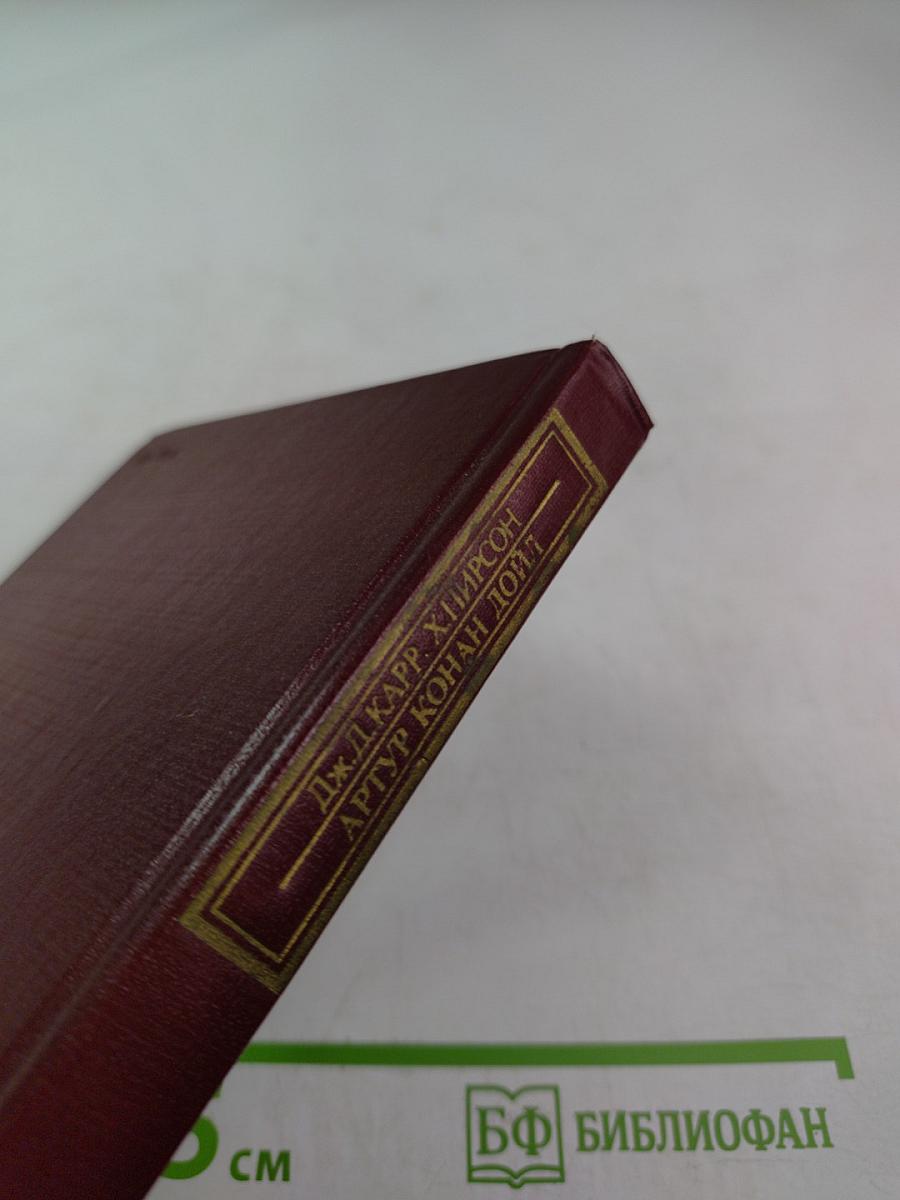 Дж.Д.КАРР. Х.ПИРСОН
АРТУР КОНАН ДОЙЛ
см
БФ БИБЛИОФАН